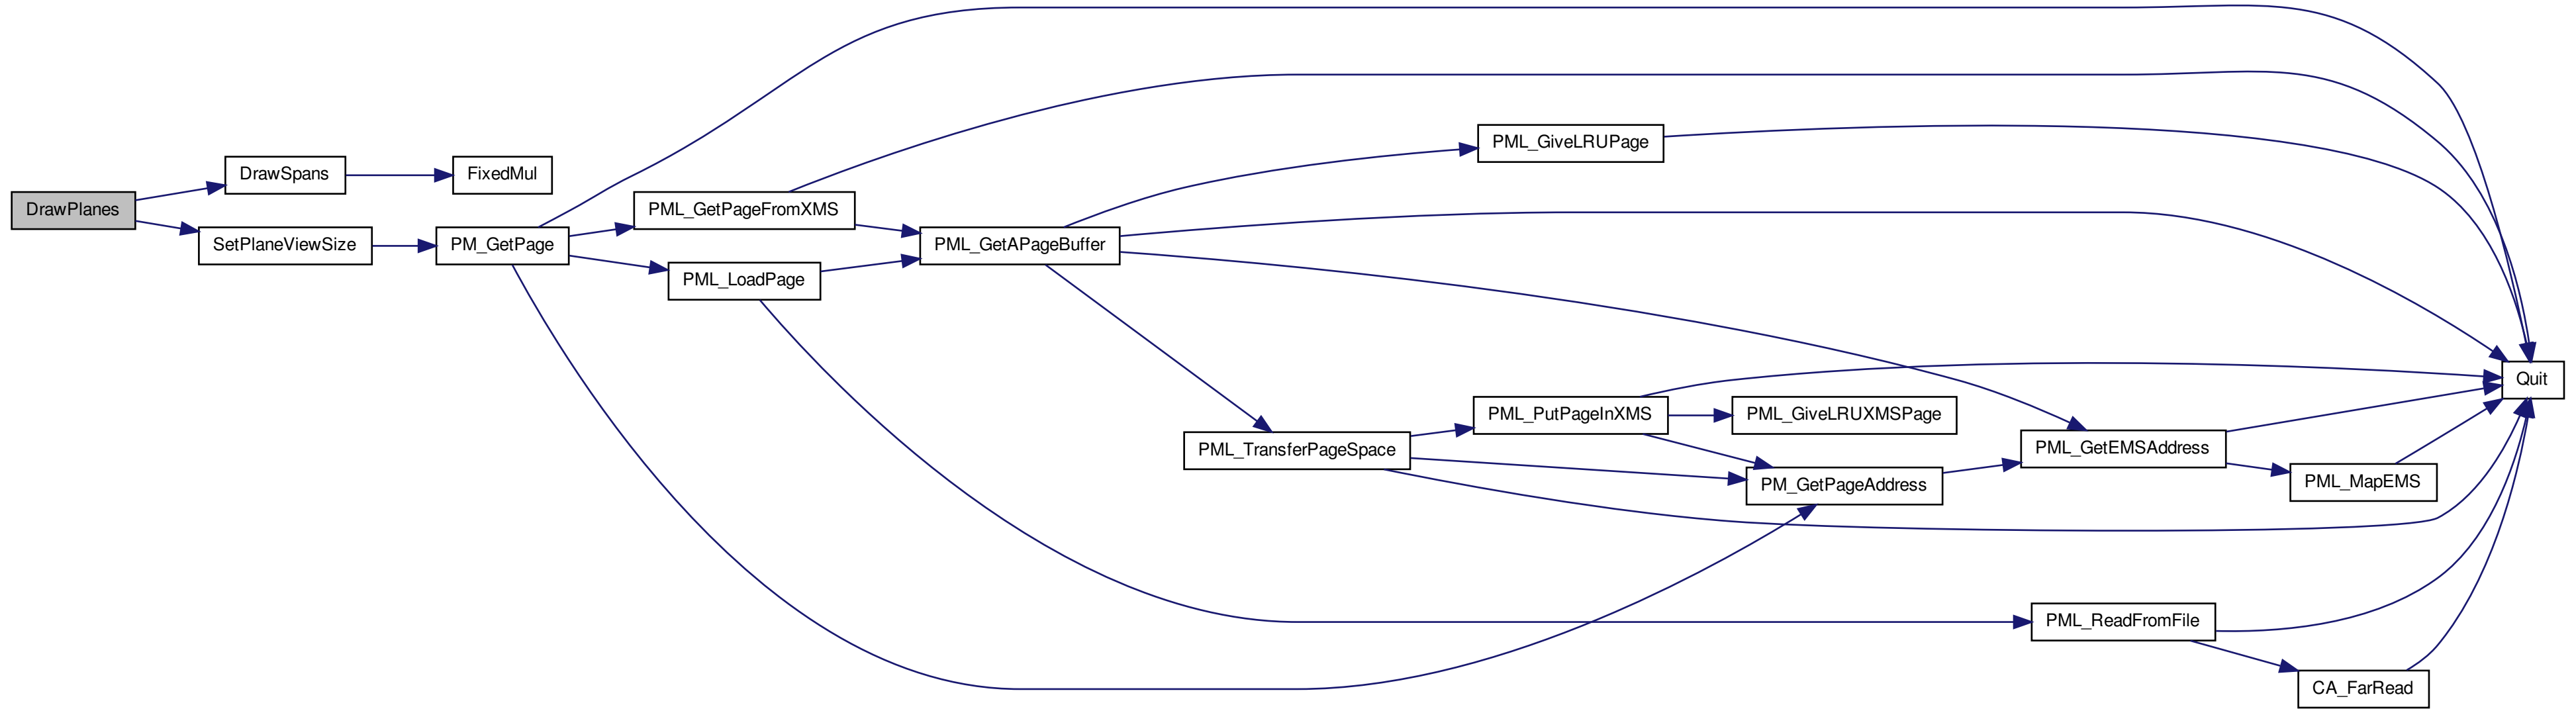 DrawPlanes
DrawSpans
FixedMul
SetPlaneViewSize
PM_GetPage
PML_GetPageFromXMS
PML_LoadPage
PML_GetAPageBuffer
PML_GiveLRUPage
PML_TransferPageSpace
PML_PutPageInXMS
PML_GiveLRUXMSPage
PM_GetPageAddress
PML_GetEMSAddress
PML_MapEMS
Quit
PML_ReadFromFile
CA_FarRead